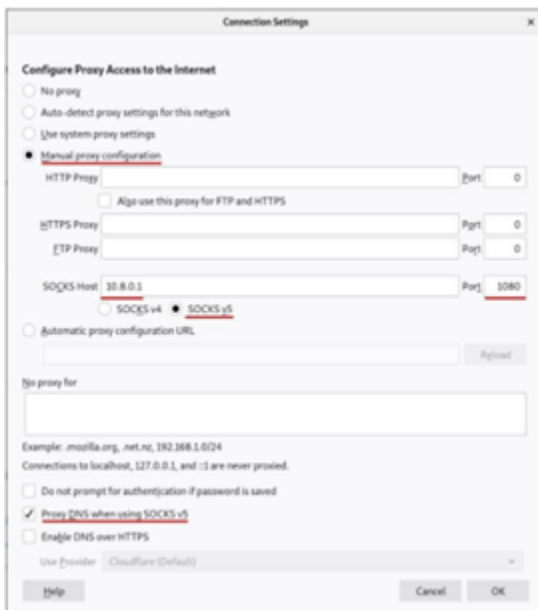 Connection Settings ×
Configure Proxy Access to the Internet
No proxy
Auto-detect proxy settings for this network
Use system proxy settings
Manual proxy configuration
HTTP Proxy Port 0
Also use this proxy for FTP and HTTPS
HTTPS Proxy Port 0
FTP Proxy Port 0
SOCKS Host 10.8.0.1 Port 1080
SOCKS v4 SOCKS v5
Automatic proxy configuration URL
Reload
No proxy for
Example: .mozilla.org, .net.nz, 192.168.1.0/24
Connections to localhost, 127.0.0.1, and ::1 are never proxied.
Do not prompt for authentication if password is saved
Proxy DNS when using SOCKS v5
Enable DNS over HTTPS
Use Provider Cloudflare (Default)
Help Cancel OK